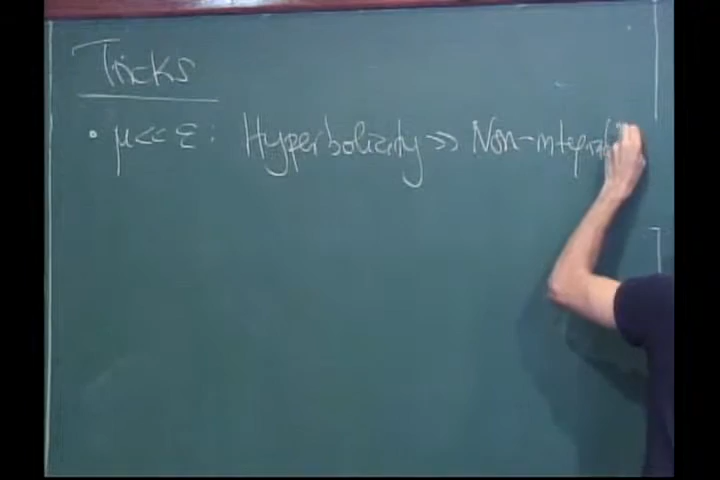 Tricks
• μ<<ε: Hyperbolicity >> Non-integrab